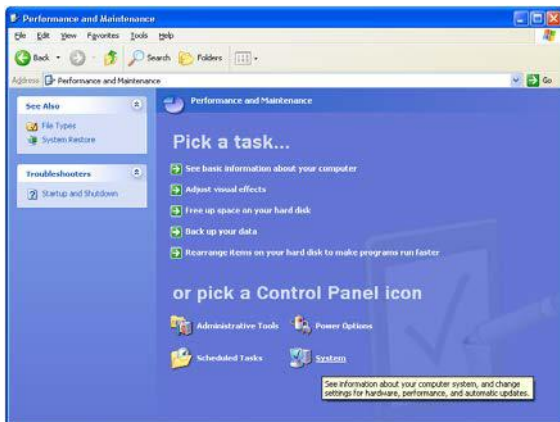 Performance and Maintenance
File Edit View Favorites Tools Help
Back Search Folders
Address Performance and Maintenance Go
See Also
File Types
System Restore
Troubleshooters
Startup and Shutdown
Performance and Maintenance
Pick a task...
See basic information about your computer
Adjust visual effects
Free up space on your hard disk
Back up your data
Rearrange items on your hard disk to make programs run faster
or pick a Control Panel icon
Administrative Tools Power Options
Scheduled Tasks System
See information about your computer system, and change
settings for hardware, performance, and automatic updates.